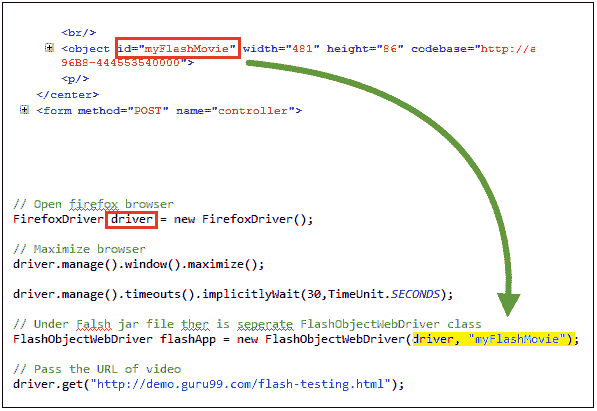 <br/>
<object id="myFlashMovie" width="481" height="86" codebase="http://a
96B8-444553540000">
<p/>
</center>
<form method="POST" name="controller">
// Open firefox browser
FirefoxDriver driver = new FirefoxDriver();
// Maximize browser
driver.manage().window().maximize();
driver.manage().timeouts().implicitlyWait(30,TimeUnit.SECONDS);
// Under Falsh jar file ther is seperate FlashObjectWebDriver class
FlashObjectWebDriver flashApp = new FlashObjectWebDriver(driver, "myFlashMovie");
// Pass the URL of video
driver.get("http://demo.guru99.com/flash-testing.html");